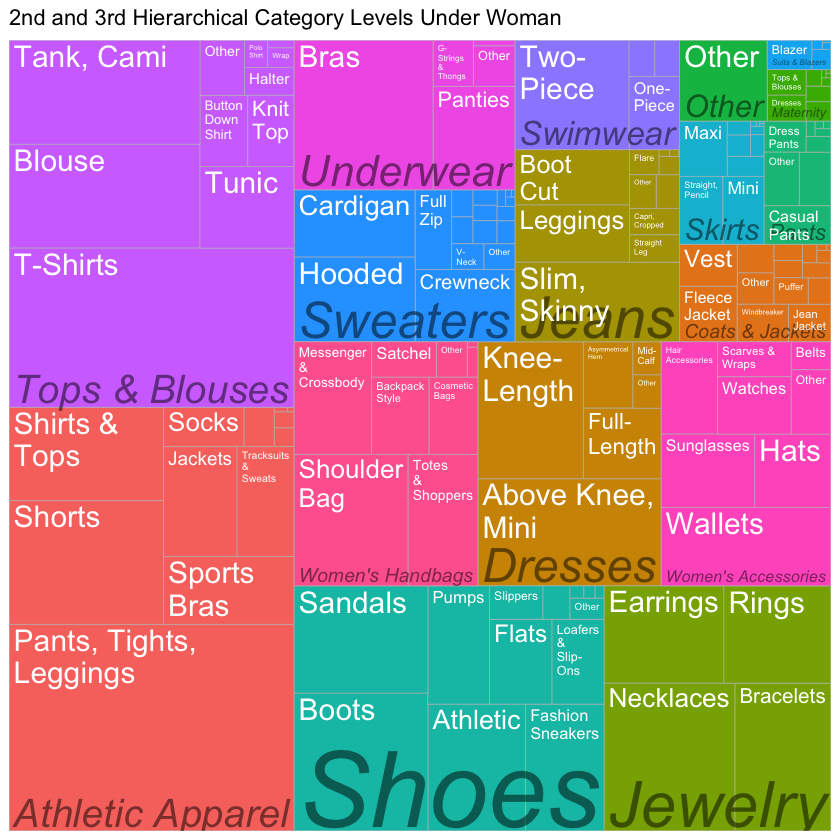 2nd and 3rd Hierarchical Category Levels Under Woman
Tank, Cami
Other
Polo
Shirt
Wrap
Halter
Button
Down
Shirt
Knit
Top
Blouse
Tunic
T-Shirts
Tops & Blouses
Bras
G-
Strings
&
Thongs
Other
Panties
Underwear
Two-
Piece
One-
Piece
Swimwear
Other
Other
Blazer
Suits & Blazers
Tops &
Blouses
Dresses
Maternity
Cardigan
Full
Zip
V-
Neck
Other
Hooded
Crewneck
Sweaters
Boot
Cut
Flare
Other
Leggings
Capri,
Cropped
Straight
Leg
Slim,
Skinny
Jeans
Maxi
Straight,
Pencil
Mini
Skirts
Dress
Pants
Other
Casual
Pants
Pants
Vest
Other
Puffer
Fleece
Jacket
Windbreaker
Jean
Jacket
Coats & Jackets
Messenger
&
Crossbody
Satchel
Other
Backpack
Style
Cosmetic
Bags
Shoulder
Bag
Totes
&
Shoppers
Women's Handbags
Knee-
Length
Asymmetrical
Hem
Mid-
Calf
Other
Full-
Length
Above Knee,
Mini
Dresses
Hair
Accessories
Scarves &
Wraps
Belts
Watches
Other
Sunglasses
Hats
Wallets
Women's Accessories
Shirts &
Tops
Socks
Jackets
Tracksuits
&
Sweats
Shorts
Sports
Bras
Pants, Tights,
Leggings
Athletic Apparel
Sandals
Pumps
Slippers
Other
Flats
Loafers
&
Slip-
Ons
Boots
Athletic
Fashion
Sneakers
Shoes
Earrings
Rings
Necklaces
Bracelets
Jewelry